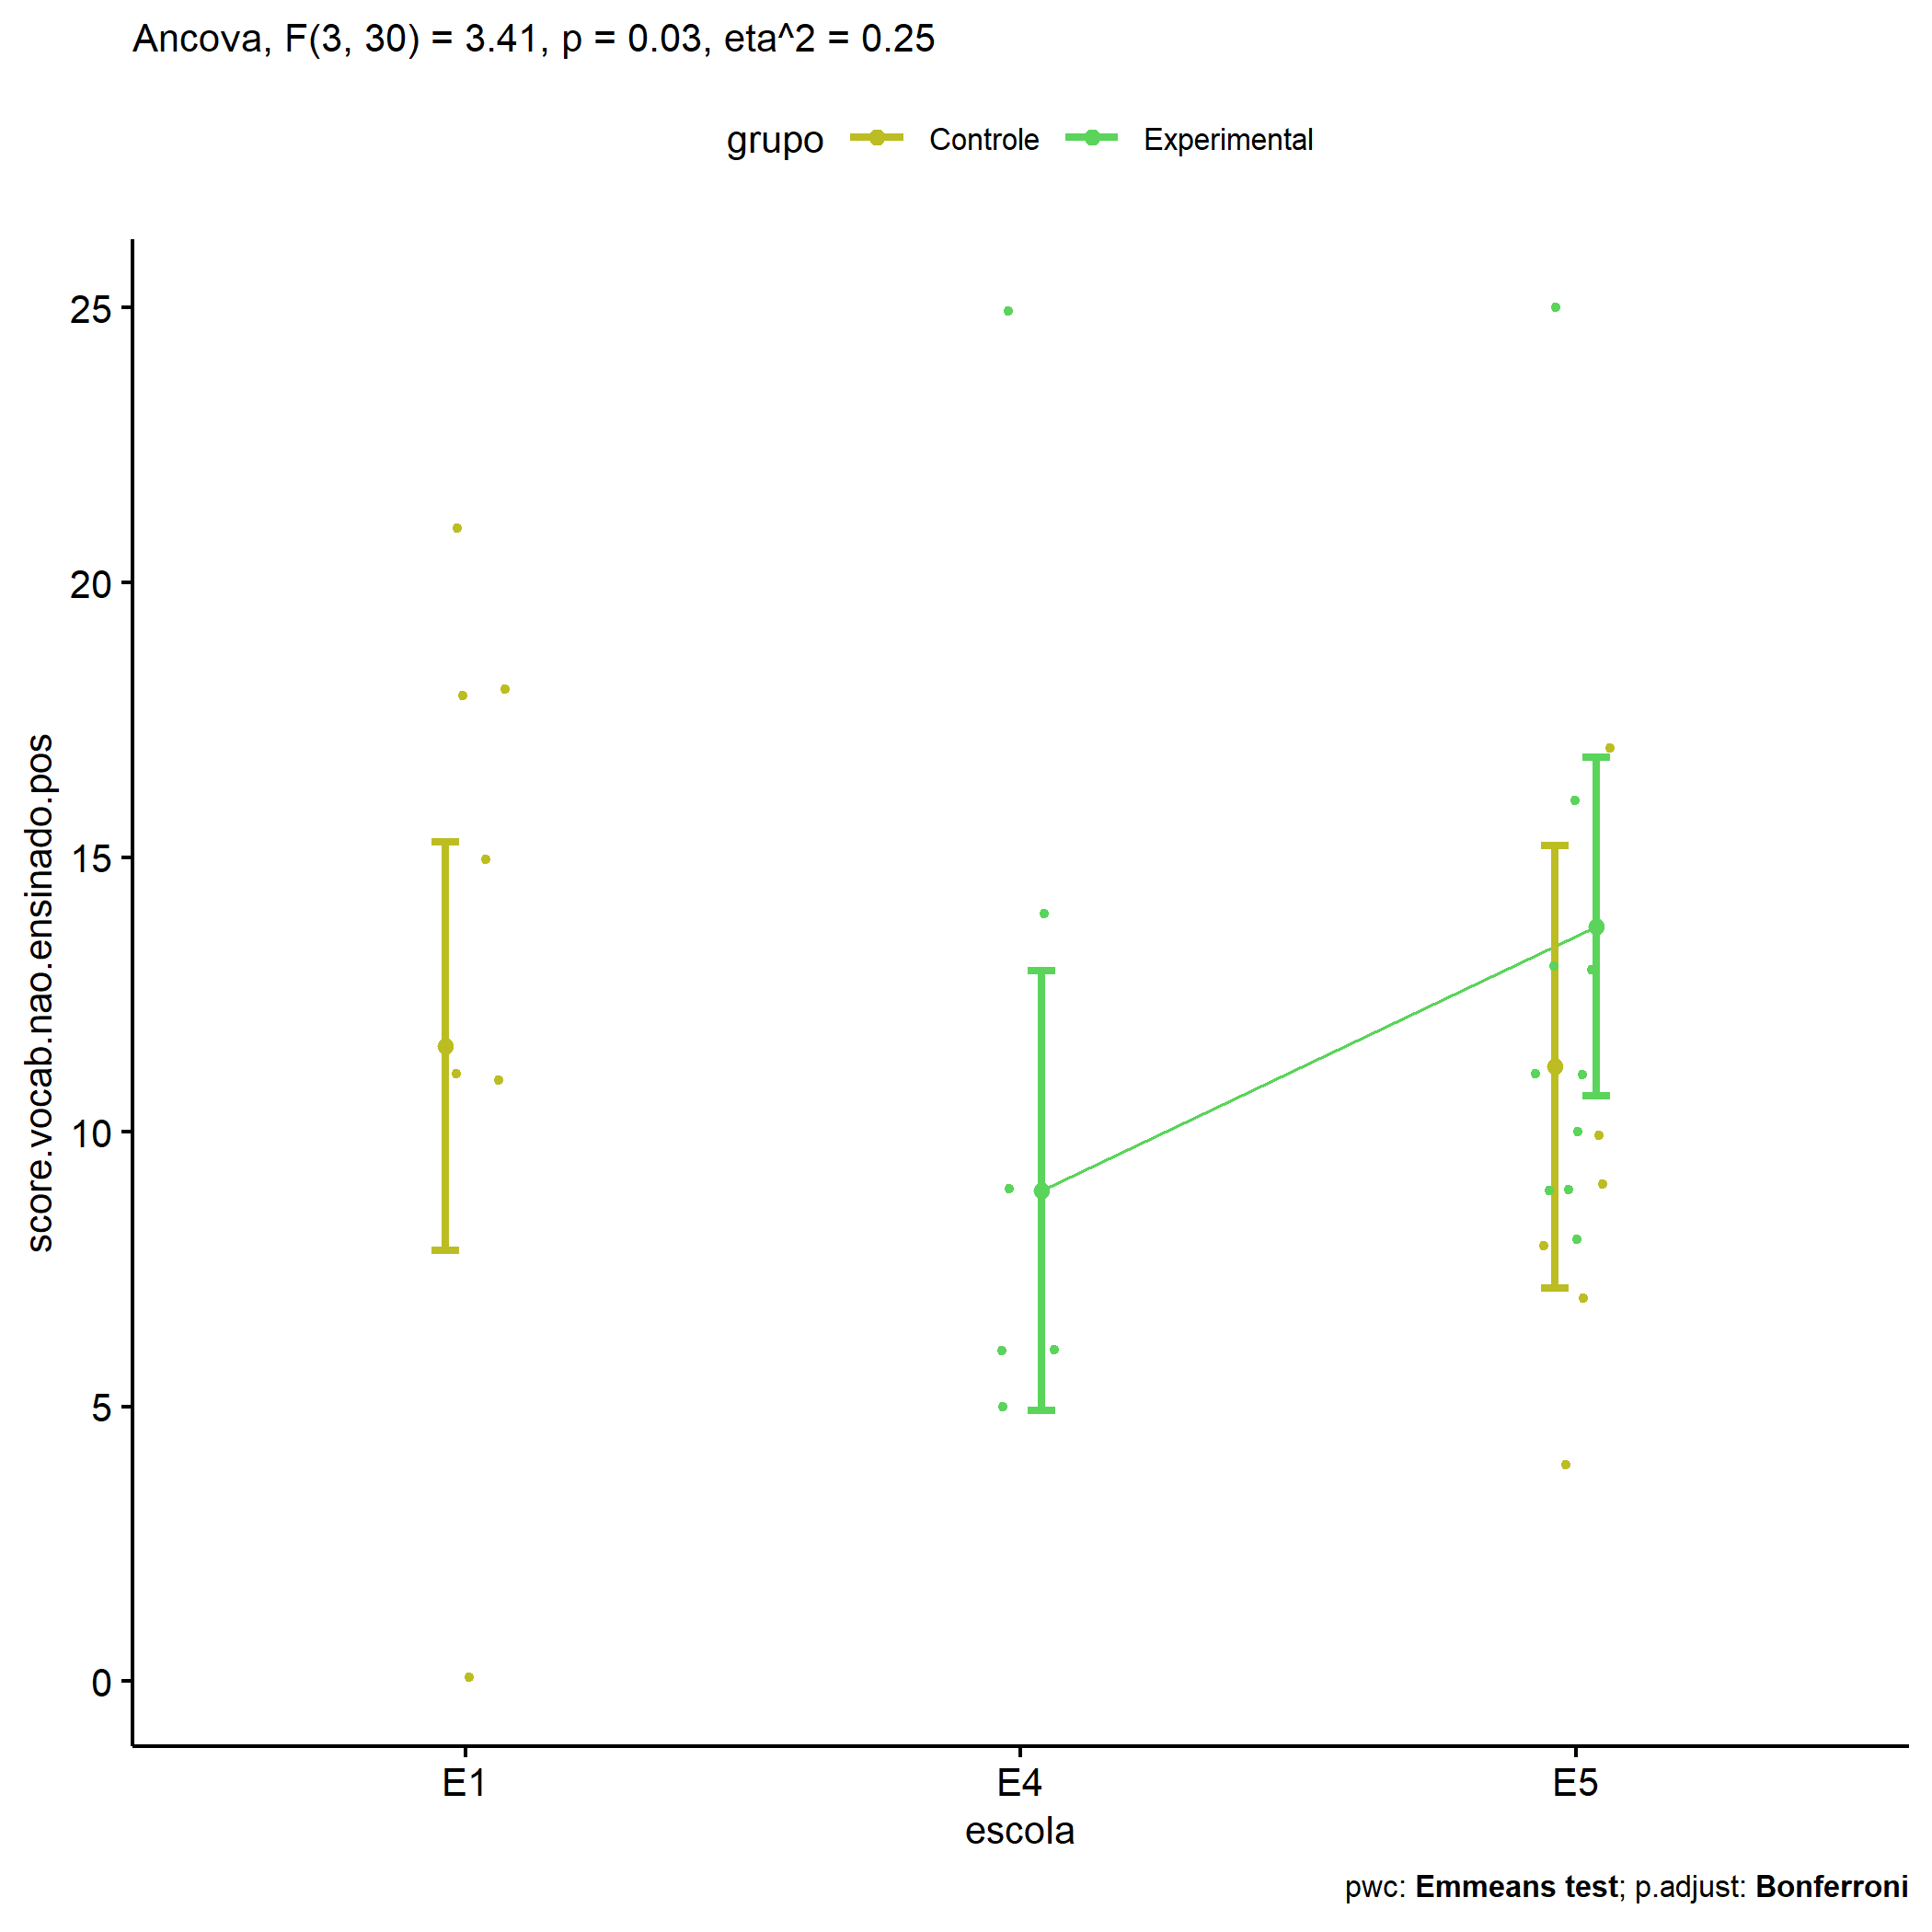 Ancova, F(3, 30) = 3.41, p = 0.03, eta^2 = 0.25
grupo Controle Experimental
score.vocab.nao.ensinado.pos
25
20
15
10
5
0
E1 E4 E5
escola
pwc: Emmeans test; p.adjust: Bonferroni